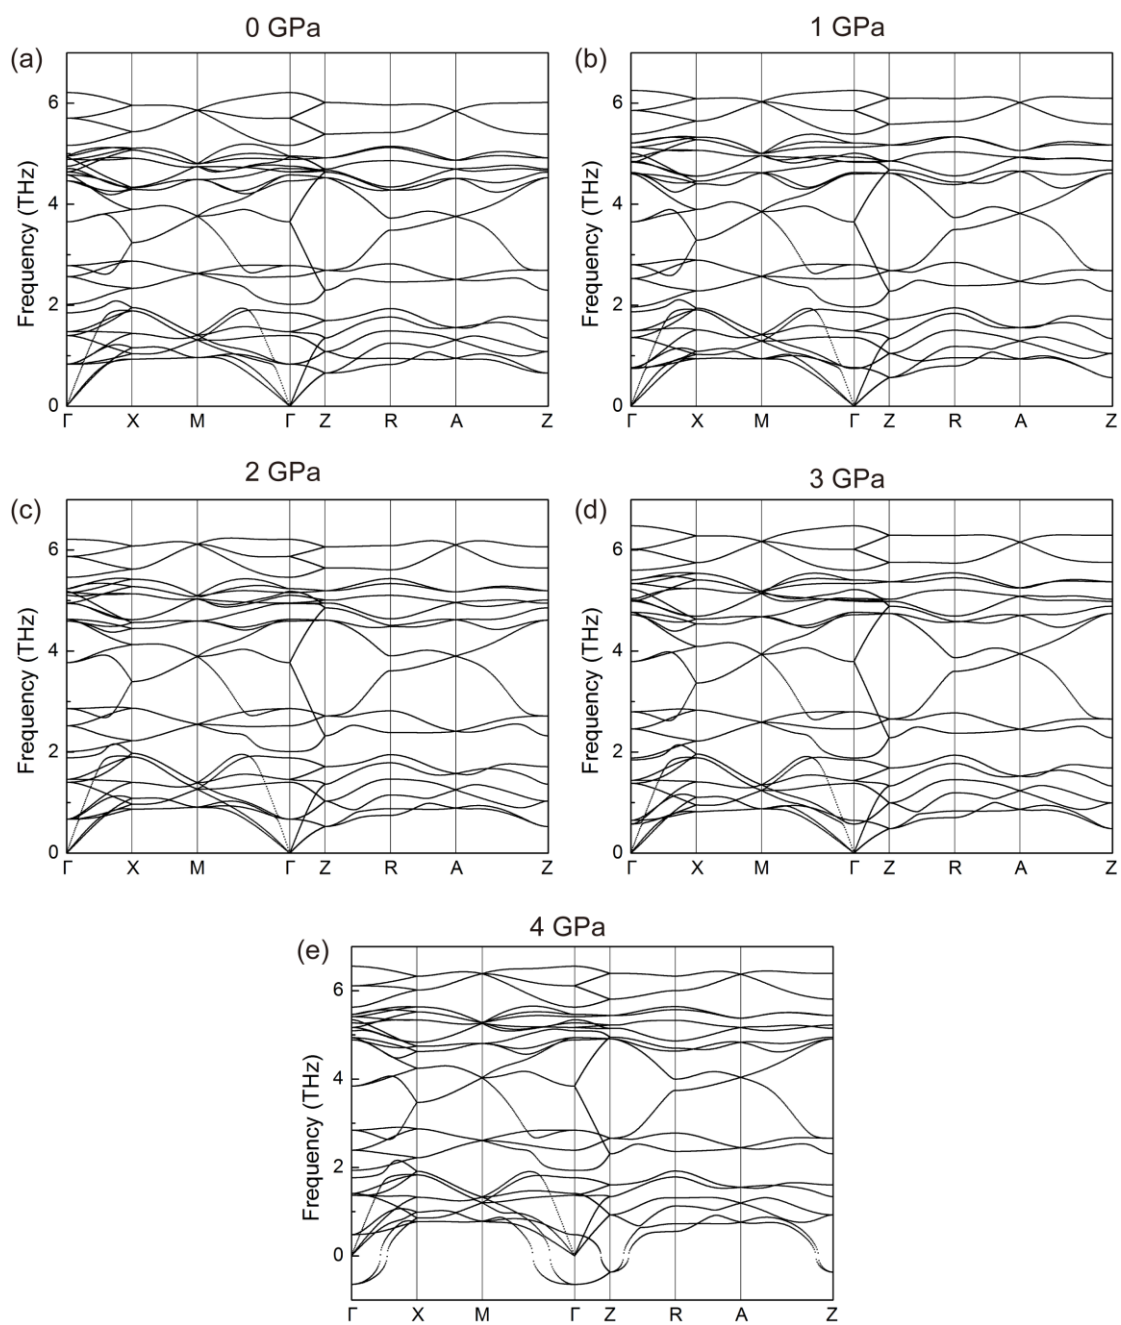 0 GPa
1 GPa
(a)
(b)
Frequency (THz)
6
4
2
0
Γ X M Γ Z R A Z
Frequency (THz)
6
4
2
0
Γ X M Γ Z R A Z
2 GPa
3 GPa
(c)
(d)
Frequency (THz)
6
4
2
0
Γ X M Γ Z R A Z
Frequency (THz)
6
4
2
0
Γ X M Γ Z R A Z
4 GPa
(e)
Frequency (THz)
6
4
2
0
Γ X M Γ Z R A Z